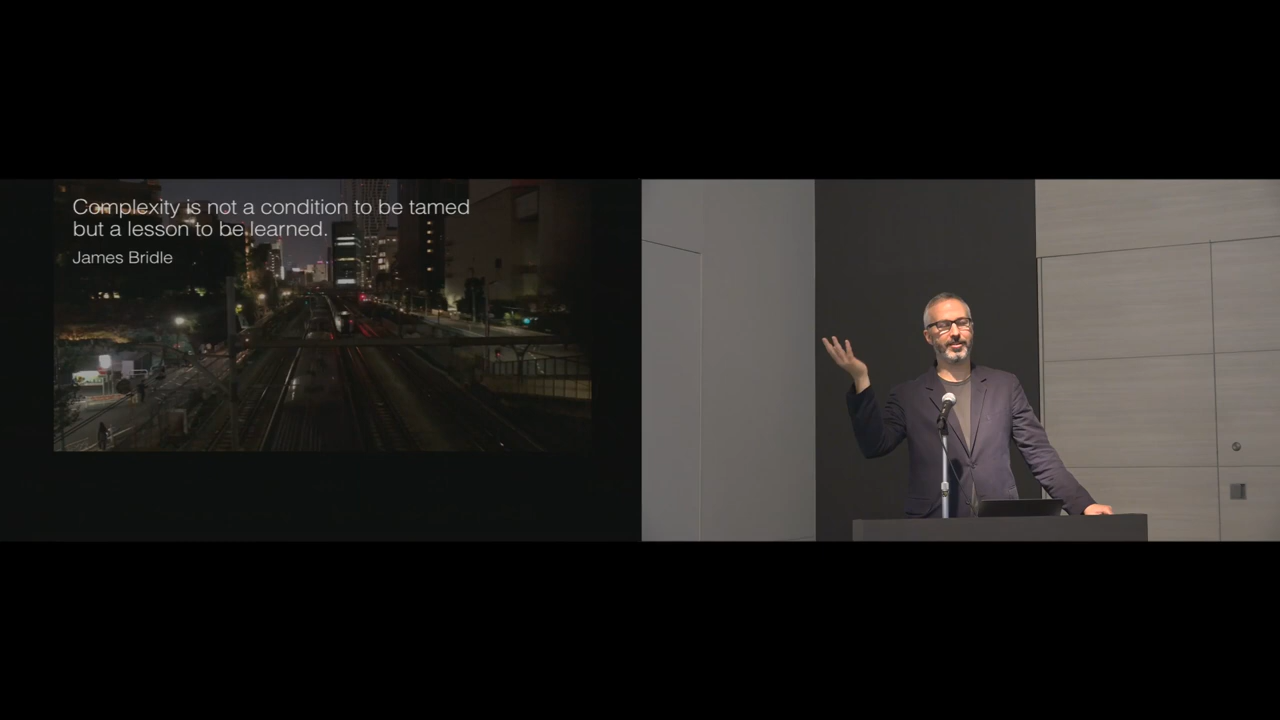 Complexity is not a condition to be tamed
but a lesson to be learned.
James Bridle